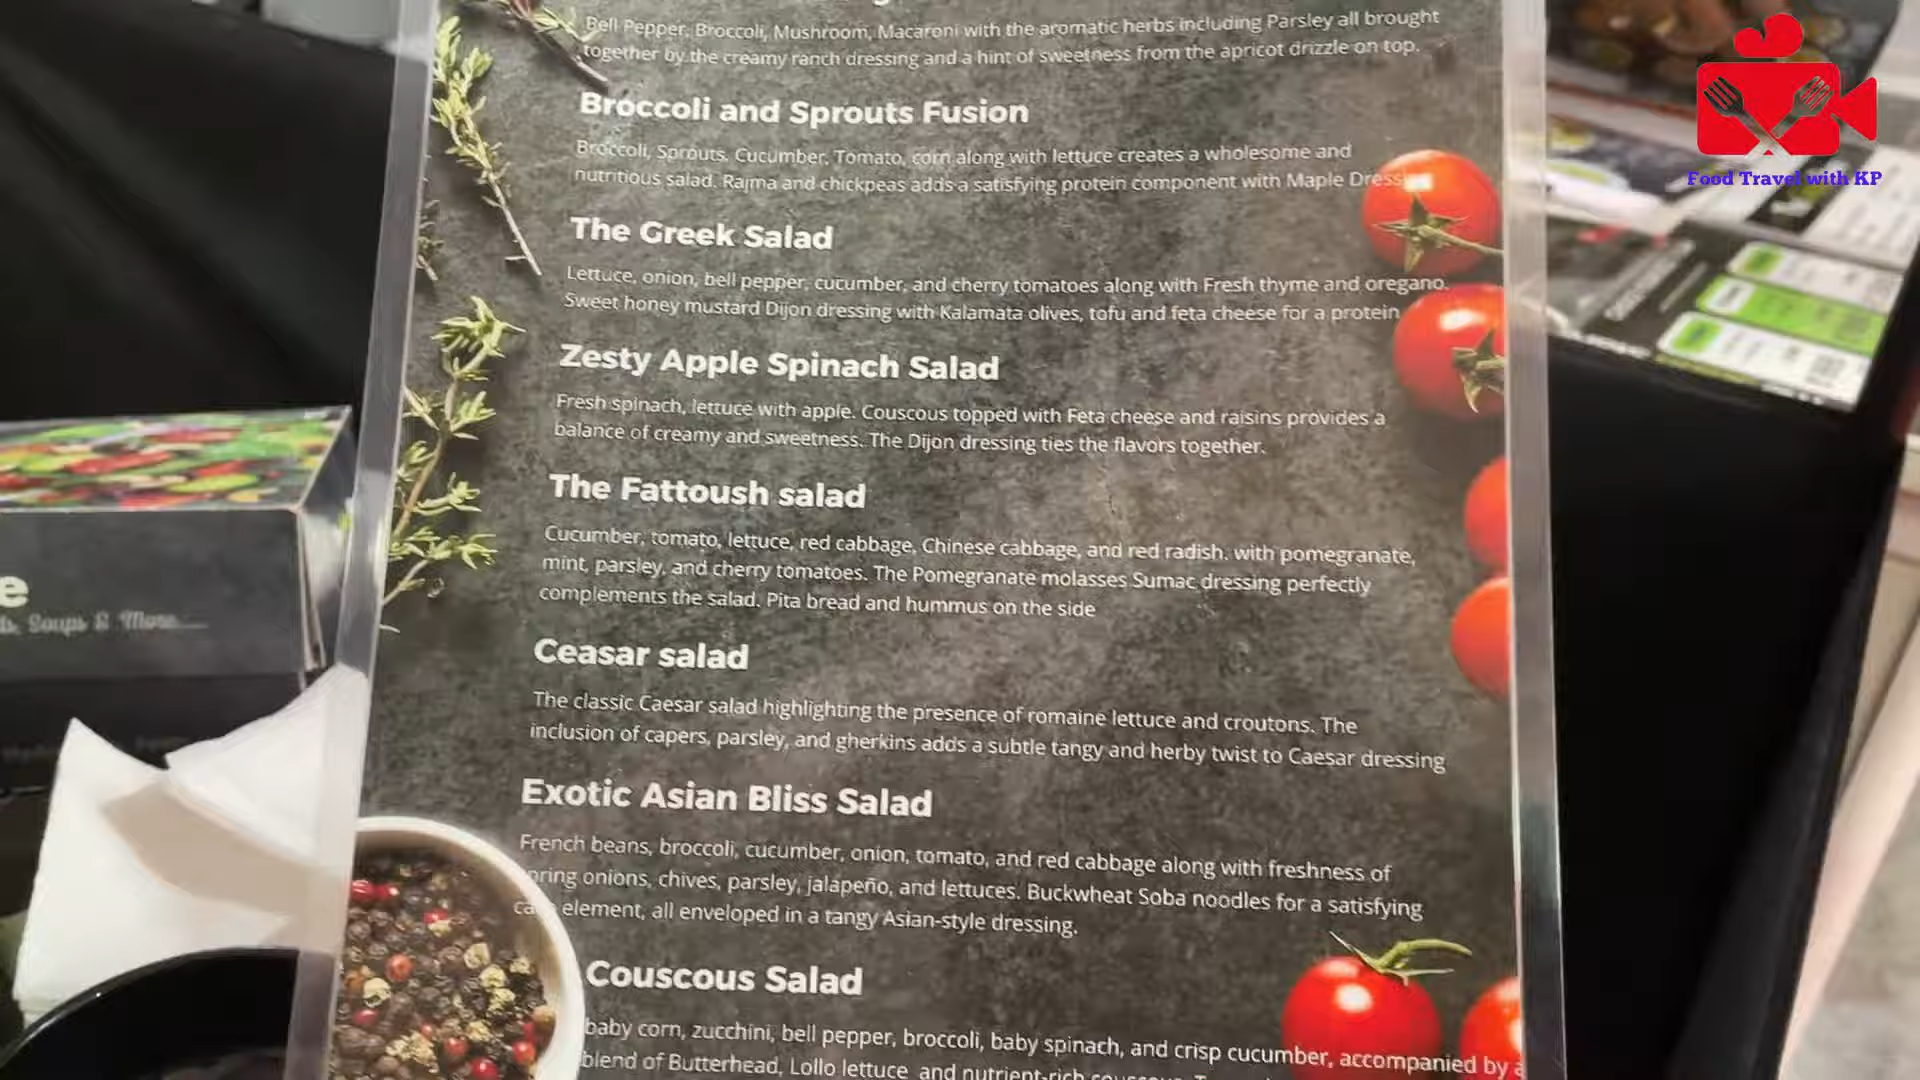 Bell Pepper, Broccoli, Mushroom, Macaroni with the aromatic herbs including Parsley all brought
together by the creamy ranch dressing and a hint of sweetness from the apricot drizzle on top.
Broccoli and Sprouts Fusion
Broccoli, Sprouts, Cucumber, Tomato, corn along with lettuce creates a wholesome and
nutritious salad. Rajma and chickpeas adds a satisfying protein component with Maple Dress
The Greek Salad
Lettuce, onion, bell pepper, cucumber, and cherry tomatoes along with Fresh thyme and oregano.
Sweet honey mustard Dijon dressing with Kalamata olives, tofu and feta cheese for a protein
Zesty Apple Spinach Salad
Fresh spinach, lettuce with apple. Couscous topped with Feta cheese and raisins provides a
balance of creamy and sweetness. The Dijon dressing ties the flavors together.
The Fattoush salad
Cucumber, tomato, lettuce, red cabbage, Chinese cabbage, and red radish. with pomegranate,
mint, parsley, and cherry tomatoes. The Pomegranate molasses Sumac dressing perfectly
complements the salad. Pita bread and hummus on the side
Ceasar salad
The classic Caesar salad highlighting the presence of romaine lettuce and croutons. The
inclusion of capers, parsley, and gherkins adds a subtle tangy and herby twist to Caesar dressing
Exotic Asian Bliss Salad
French beans, broccoli, cucumber, onion, tomato, and red cabbage along with freshness of
pring onions, chives, parsley, jalapeño, and lettuces. Buckwheat Soba noodles for a satisfying
element, all enveloped in a tangy Asian-style dressing.
Couscous Salad
baby corn, zucchini, bell pepper, broccoli, baby spinach, and crisp cucumber, accompanied by a
blend of Butterhead, Lollo lettuce, and nutrient-rich couscous.
e
Soups & More.....
Food Travel with KP